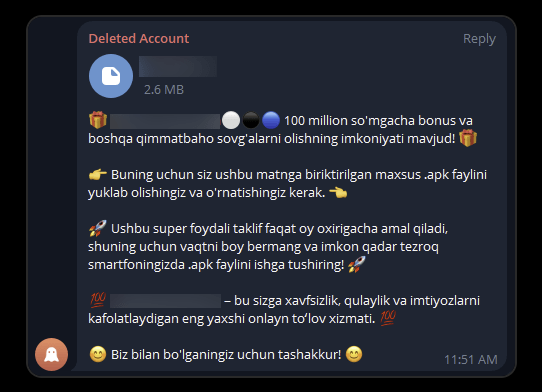 Deleted Account Reply
2.6 MB
100 million so'mgacha bonus va
boshqa qimmatbaho sovg'alarni olishning imkoniyati mavjud!
Buning uchun siz ushbu matnga biriktirilgan maxsus .apk faylini
yuklab olishingiz va o'rnatishingiz kerak.
Ushbu super foydali taklif faqat oy oxirigacha amal qiladi,
shuning uchun vaqtni boy bermang va imkon qadar tezroq
smartfoningizda .apk faylini ishga tushiring!
💯 – bu sizga xavfsizlik, qulaylik va imtiyozlarni
kafolatlaydigan eng yaxshi onlayn to‘lov xizmati. 💯
Biz bilan bo'lganingiz uchun tashakkur!
11:51 AM